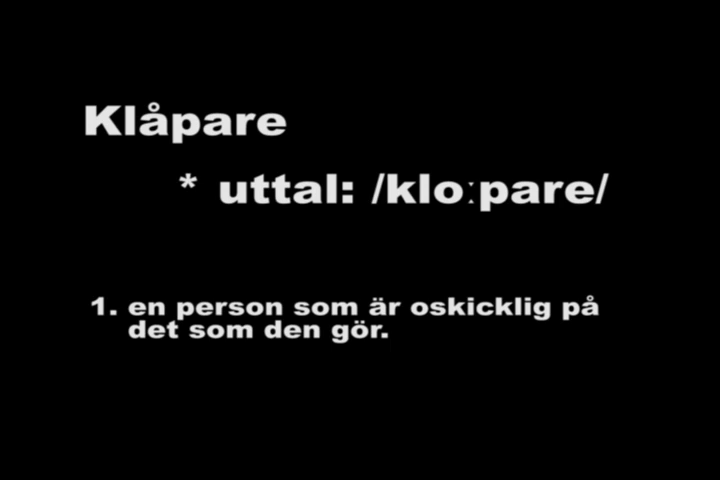 Klåpare
* uttal: /kloːpare/
1. en person som är oskicklig på
det som den gör.